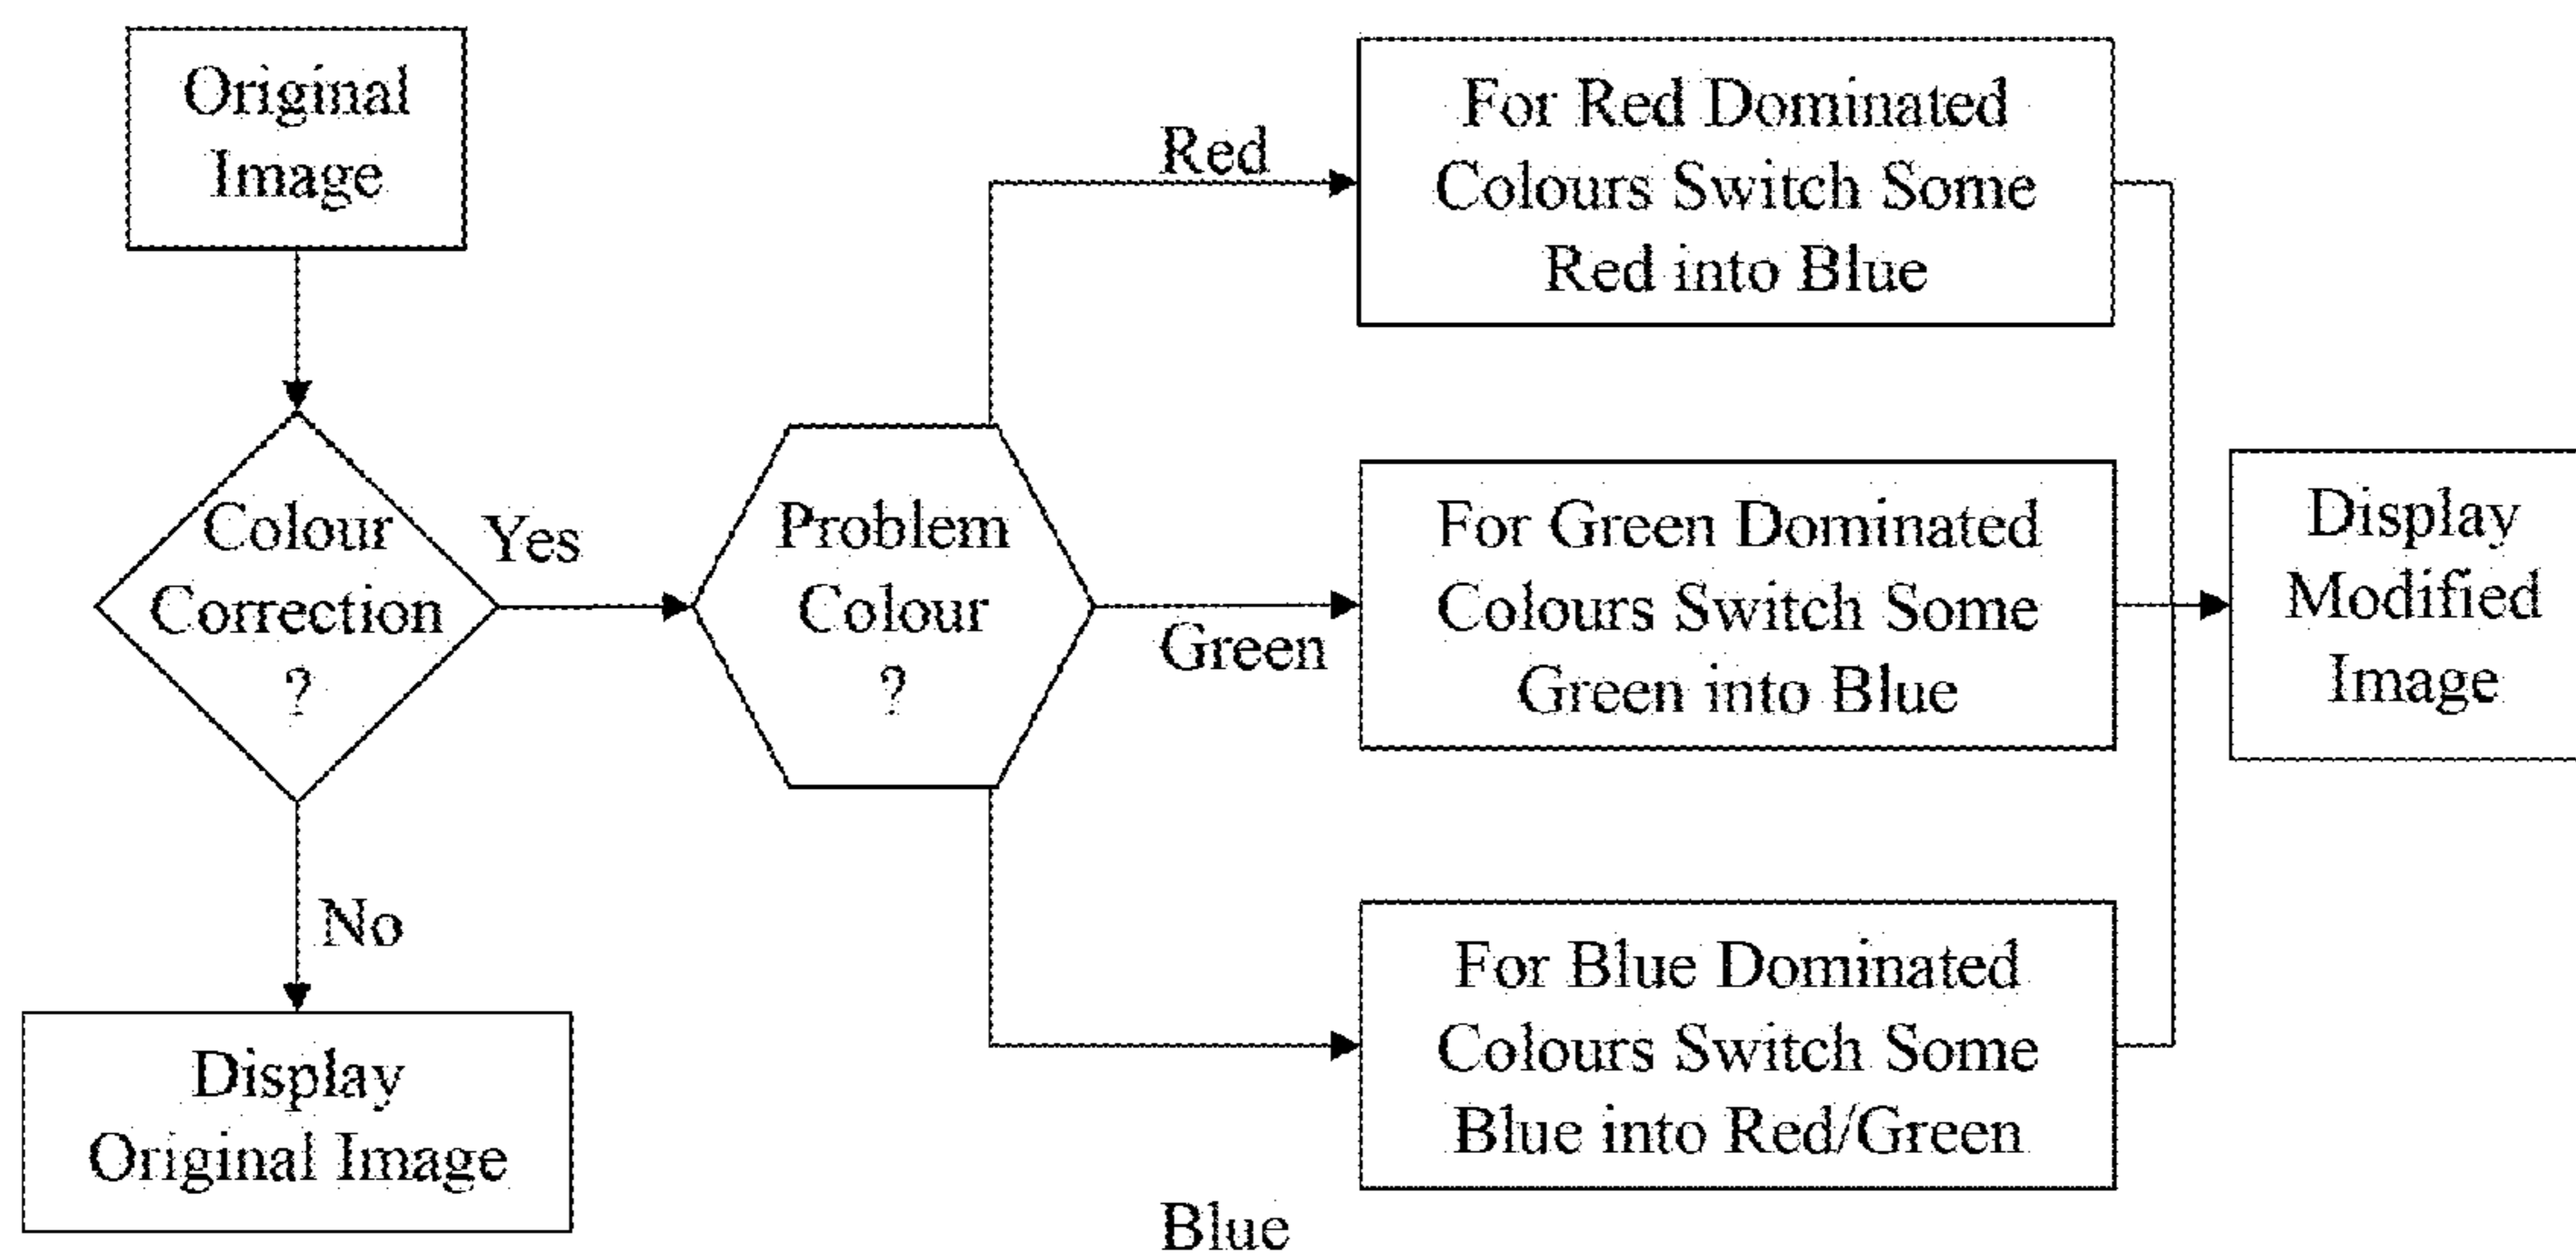 Original
Image
Colour
Correction
?
Yes
No
Display
Original Image
Problem
Colour
?
Red
Green
Blue
For Red Dominated
Colours Switch Some
Red into Blue
For Green Dominated
Colours Switch Some
Green into Blue
For Blue Dominated
Colours Switch Some
Blue into Red/Green
Display
Modified
Image